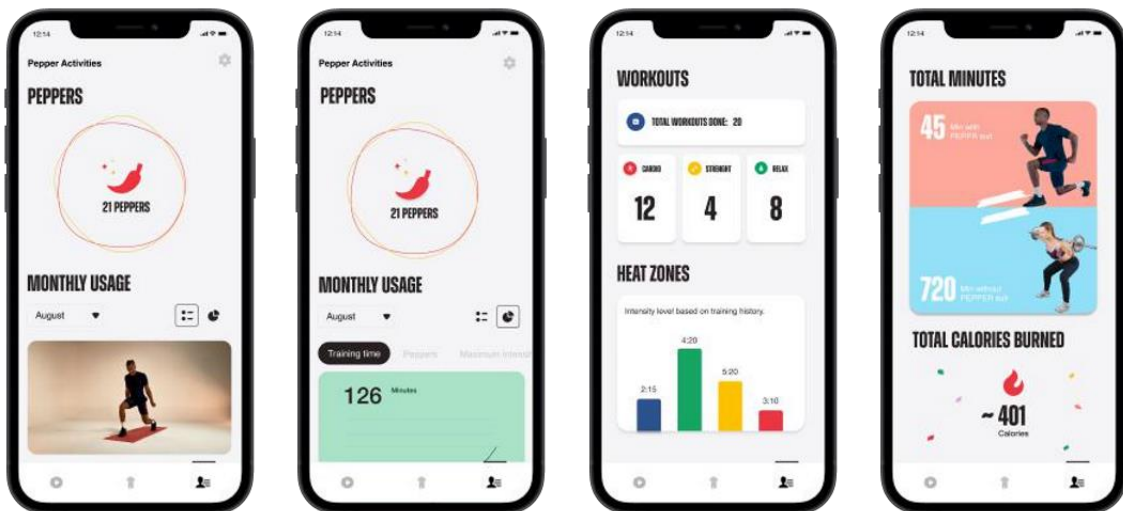 12:14
Pepper Activities
PEPPERS
21 PEPPERS
MONTHLY USAGE
August
12:14
Pepper Activities
PEPPERS
21 PEPPERS
MONTHLY USAGE
August
Training time Peppers Maximum Intensit
126 Minutes
12:14
WORKOUTS
TOTAL WORKOUTS DONE: 20
CARDIO STRENGHT RELAX
12 4 8
HEAT ZONES
Intensity level based on training history.
4:20
5:20
2:15
3:10
12:14
TOTAL MINUTES
45 Min with
PEPPER suit
720 Min without
PEPPER suit
TOTAL CALORIES BURNED
~ 401
Calories